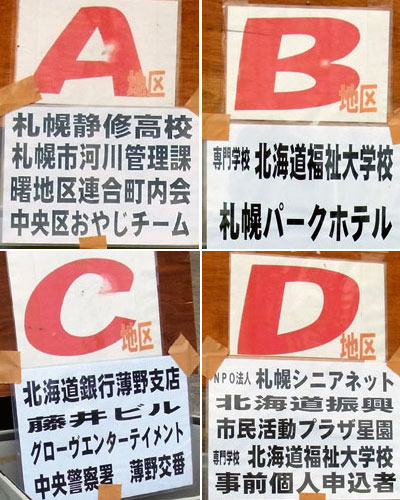 A地区
札幌静修高校
札幌市河川管理課
曙地区連合町内会
中央区おやじチーム
B地区
専門学校 北海道福祉大学校
札幌パークホテル
C地区
北海道銀行薄野支店
藤井ビル
グローヴエンターテイメント
中央警察署 薄野交番
D地区
NPO法人 札幌シニアネット
北海道振興
市民活動プラザ星園
専門学校 北海道福祉大学校
事前個人申込者